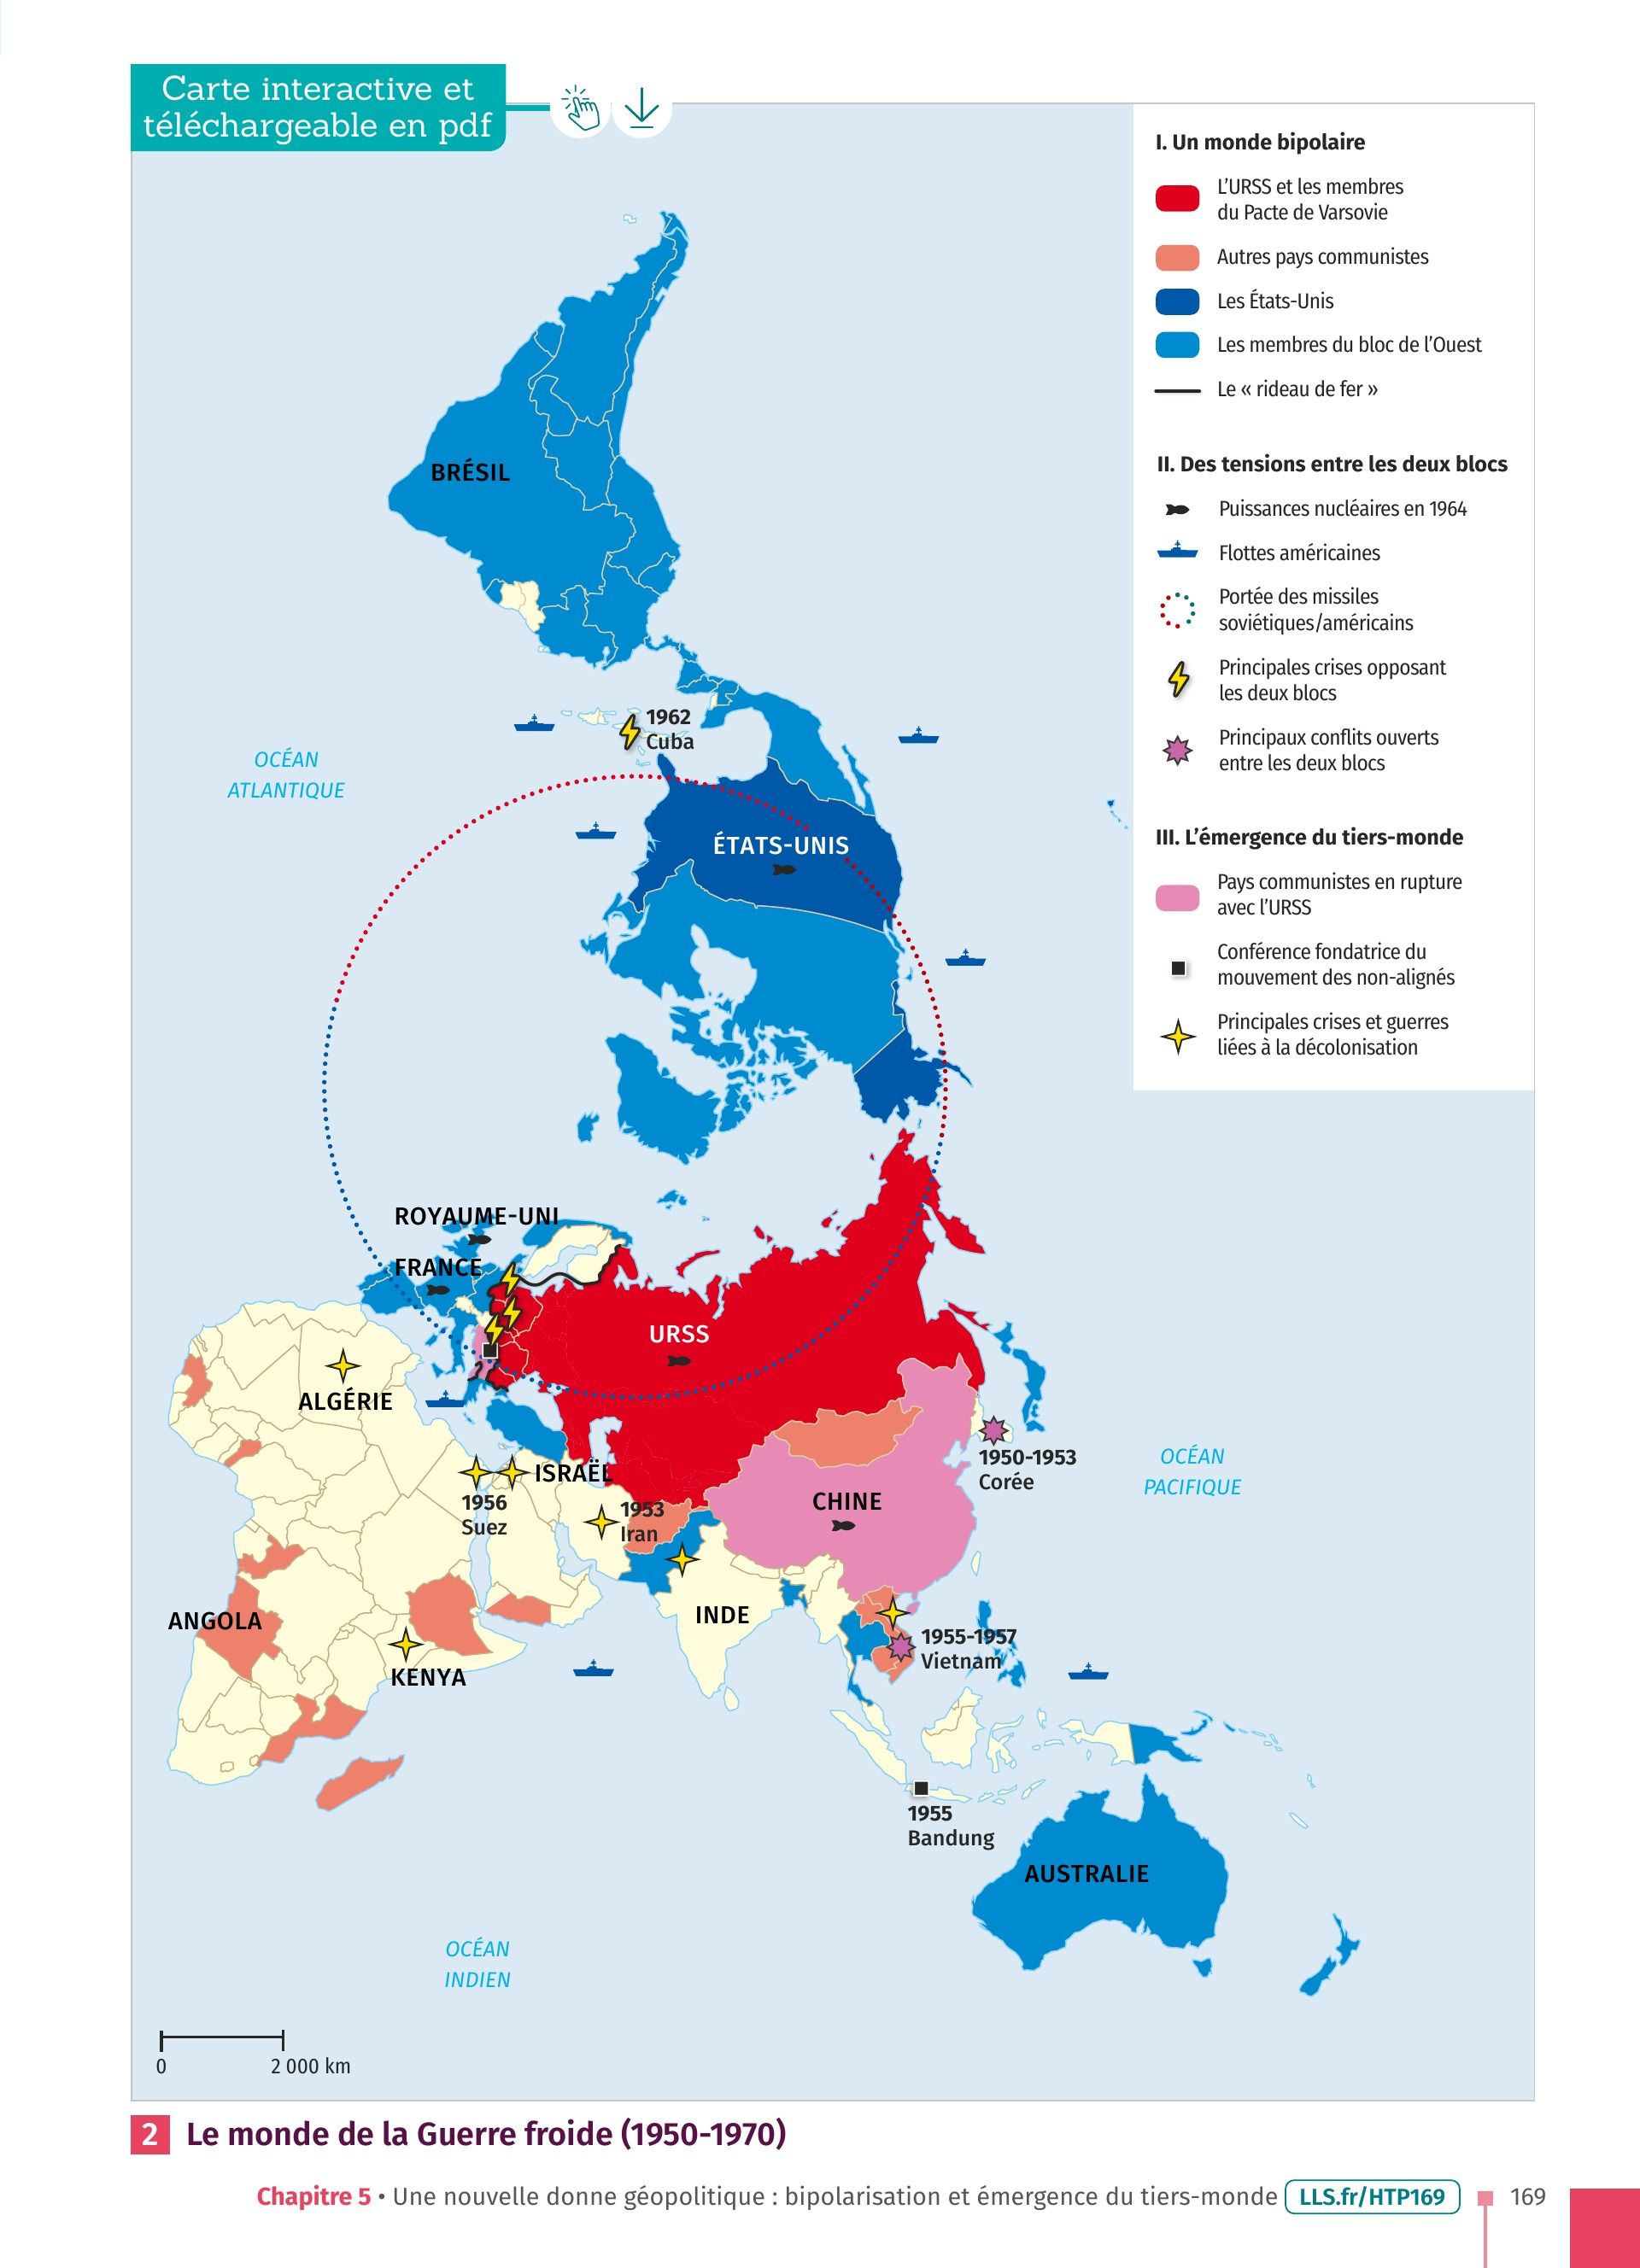 Carte interactive et
téléchargeable en pdf
I. Un monde bipolaire
L’URSS et les membres
du Pacte de Varsovie
Autres pays communistes
Les États-Unis
Les membres du bloc de l’Ouest
Le « rideau de fer »
II. Des tensions entre les deux blocs
Puissances nucléaires en 1964
Flottes américaines
Portée des missiles
soviétiques/américains
Principales crises opposant
les deux blocs
Principaux conflits ouverts
entre les deux blocs
III. L’émergence du tiers-monde
Pays communistes en rupture
avec l’URSS
Conférence fondatrice du
mouvement des non-alignés
Principales crises et guerres
liées à la décolonisation
BRÉSIL
1962
Cuba
OCÉAN
ATLANTIQUE
ÉTATS-UNIS
ROYAUME-UNI
FRANCE
URSS
ALGÉRIE
1950-1953
Corée
OCÉAN
PACIFIQUE
ISRAËL
1956
Suez
1953
Iran
CHINE
INDE
ANGOLA
1955-1957
Vietnam
KENYA
1955
Bandung
AUSTRALIE
OCÉAN
INDIEN
0 2 000 km
2 Le monde de la Guerre froide (1950-1970)
Chapitre 5 • Une nouvelle donne géopolitique : bipolarisation et émergence du tiers-monde LLS.fr/HTP169 169